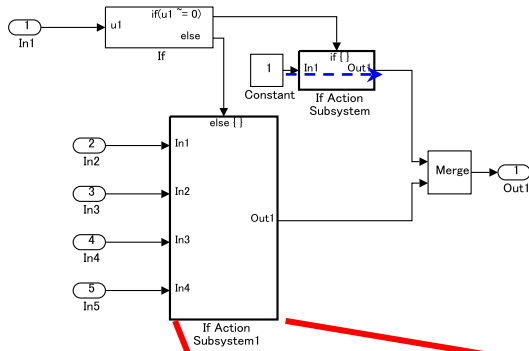 1
In1
u1
if(u1 ~= 0)
else
If
1
Constant
if { }
In1
Out1
If Action
Subsystem
else { }
2
In2
In1
3
In3
In2
4
In4
In3
5
In5
In4
Out1
If Action
Subsystem1
Merge
1
Out1